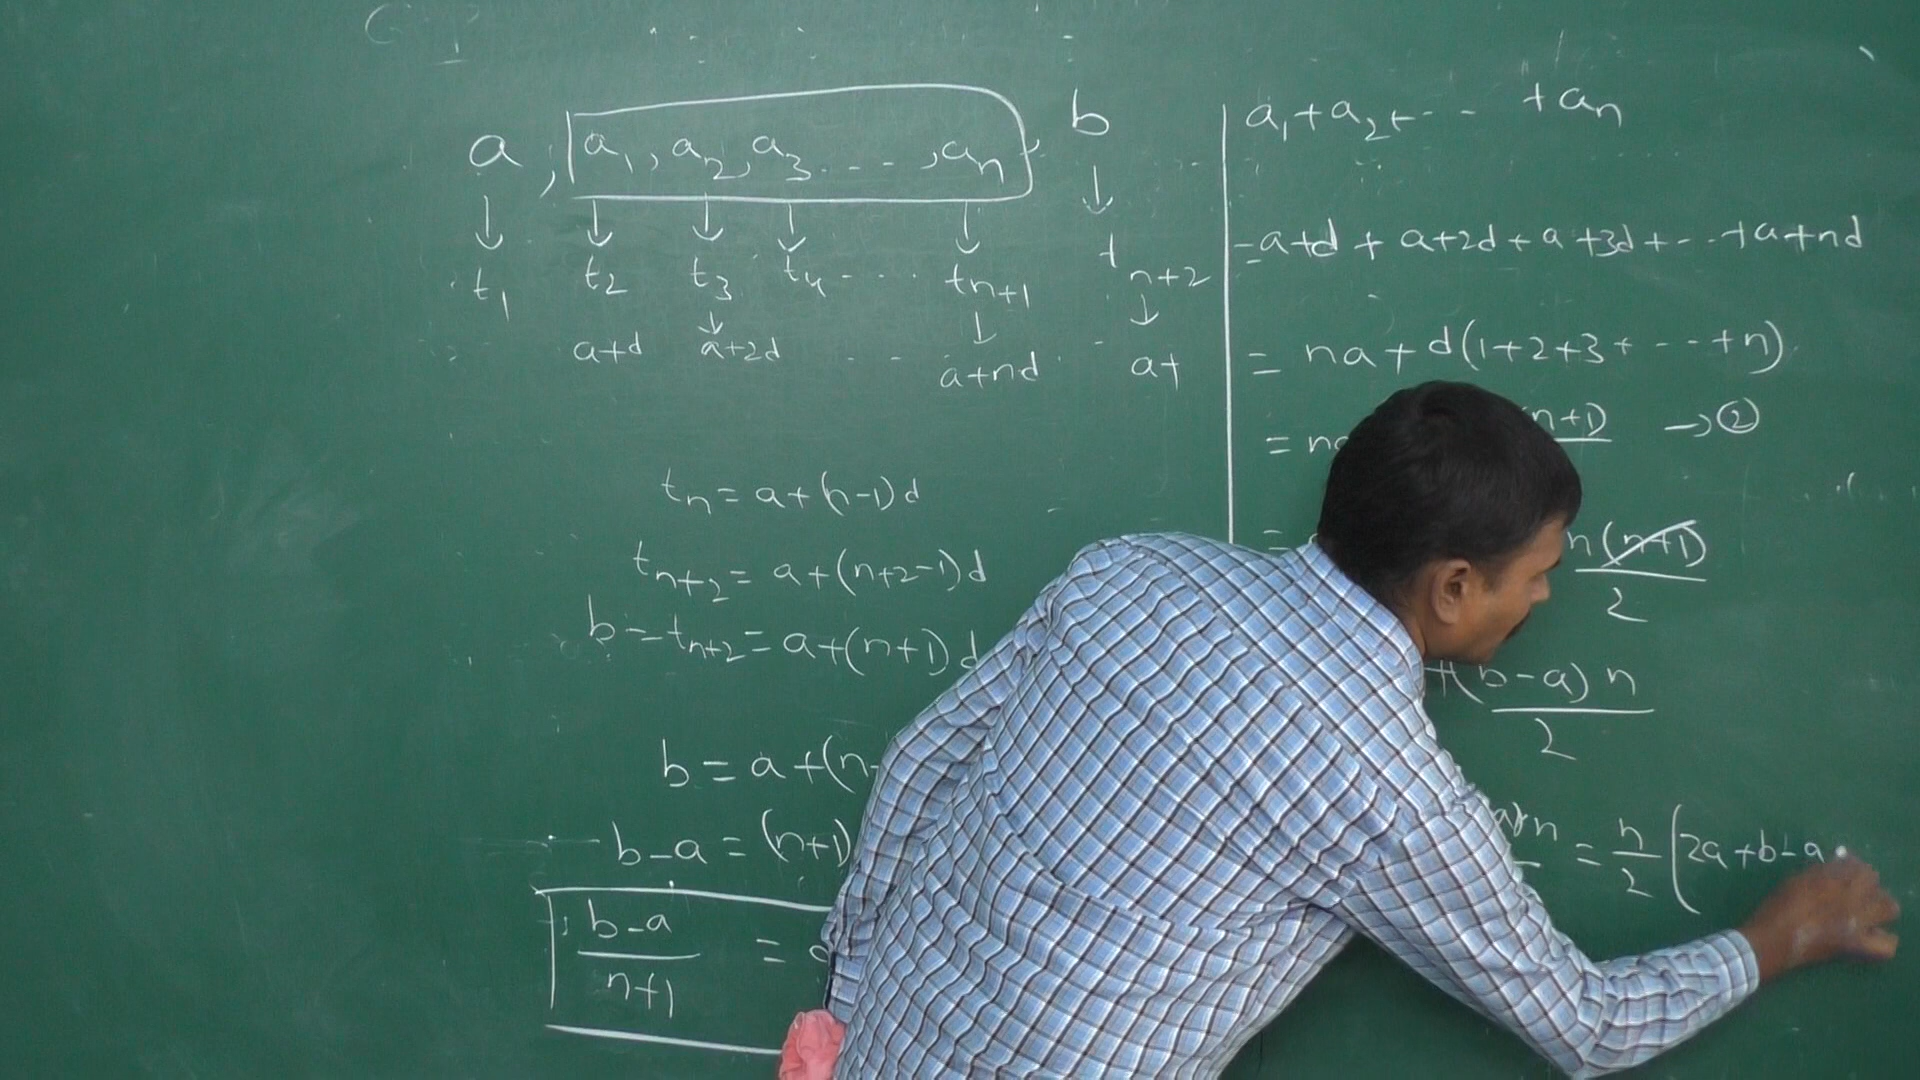 a, a₁, a₂, a₃ ... , aₙ, b
↓ ↓ ↓ ↓ ↓ ↓
t₁ t₂ t₃ t₄ ... tₙ₊₁ tₙ₊₂
↓ ↓ ↓
a+d a+2d ... a+nd a+
tₙ = a+(n-1)d
tₙ₊₂ = a+(n+2-1)d
b = tₙ₊₂ = a+(n+1)d
b = a+(n
b-a = (n+1)
(b-a)/(n+1) =
a₁+a₂+... +aₙ
= a+d + a+2d + a+3d + ... + a+nd
= na + d(1+2+3+ ... +n)
= n (n+1) → ②
= n(n+1)/2
+(b-a)n/2
n = n/2 (2a+b-a